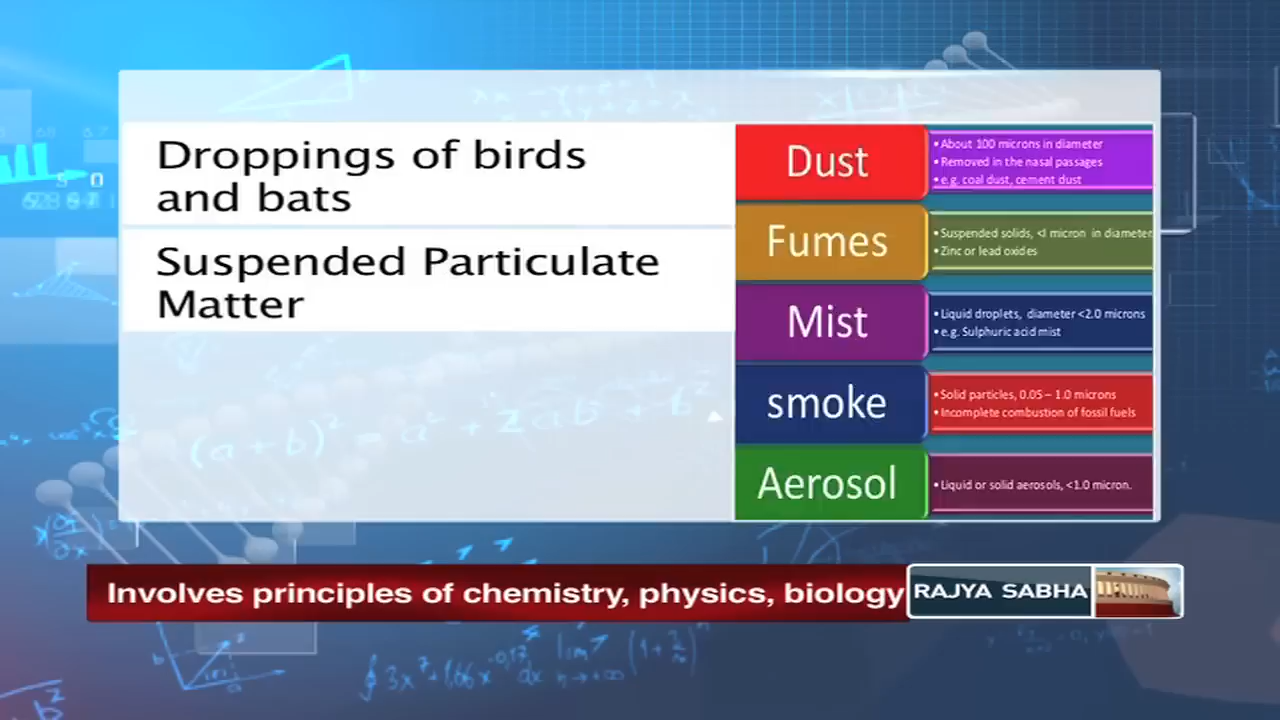 Droppings of birds
and bats
Suspended Particulate
Matter
Dust
• About 100 microns in diameter
• Removed in the nasal passages
• e.g. coal dust, cement dust
Fumes
• Suspended solids, <1 micron in diameter
• Zinc or lead oxides
Mist
• Liquid droplets, diameter <2.0 microns
• e.g. Sulphuric acid mist
smoke
• Solid particles, 0.05 – 1.0 microns
• Incomplete combustion of fossil fuels
Aerosol
• Liquid or solid aerosols, <1.0 micron.
Involves principles of chemistry, physics, biology
RAJYA SABHA